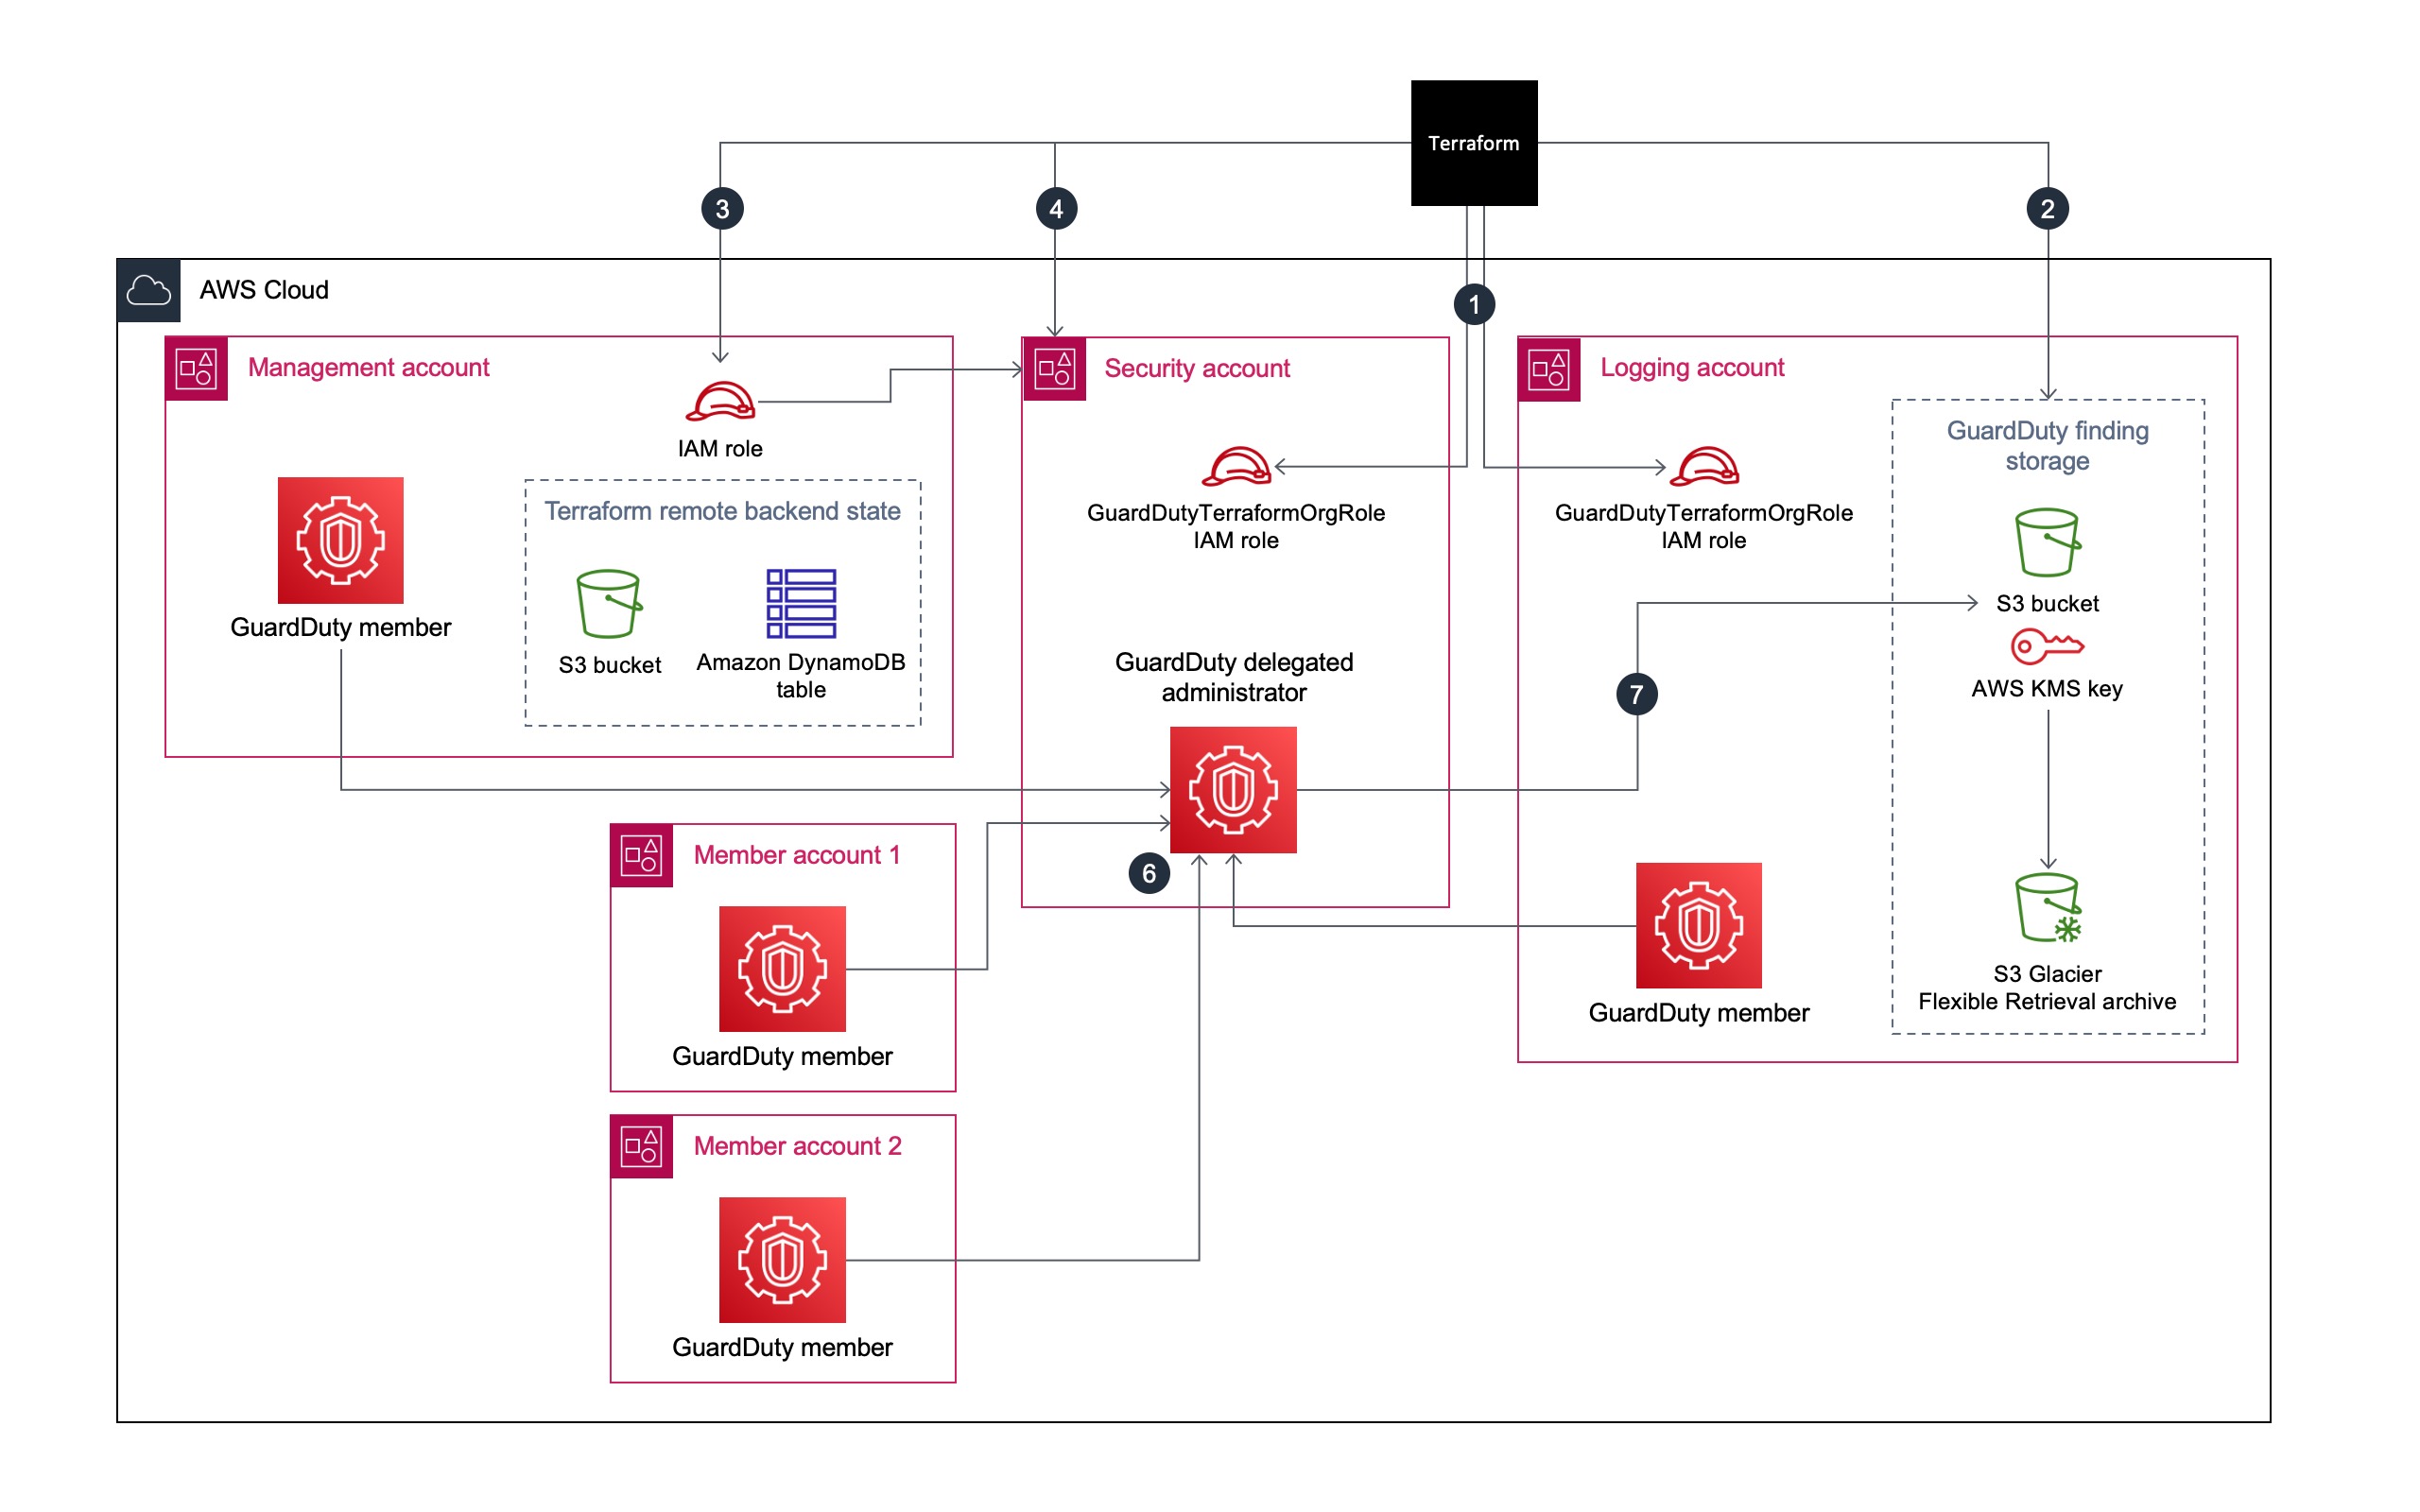 Terraform
3
4
2
1
AWS Cloud
Management account
IAM role
Terraform remote backend state
S3 bucket
Amazon DynamoDB
table
GuardDuty member
Security account
GuardDutyTerraformOrgRole
IAM role
GuardDuty delegated
administrator
6
Logging account
GuardDutyTerraformOrgRole
IAM role
GuardDuty finding
storage
S3 bucket
AWS KMS key
7
S3 Glacier
Flexible Retrieval archive
GuardDuty member
Member account 1
GuardDuty member
Member account 2
GuardDuty member